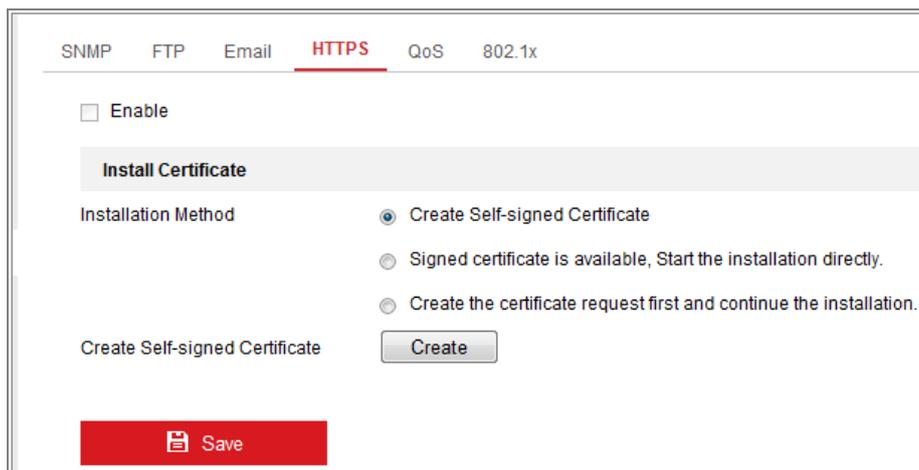 SNMP FTP Email HTTPS QoS 802.1x
Enable
Install Certificate
Installation Method Create Self-signed Certificate
Signed certificate is available, Start the installation directly.
Create the certificate request first and continue the installation.
Create Self-signed Certificate Create
Save